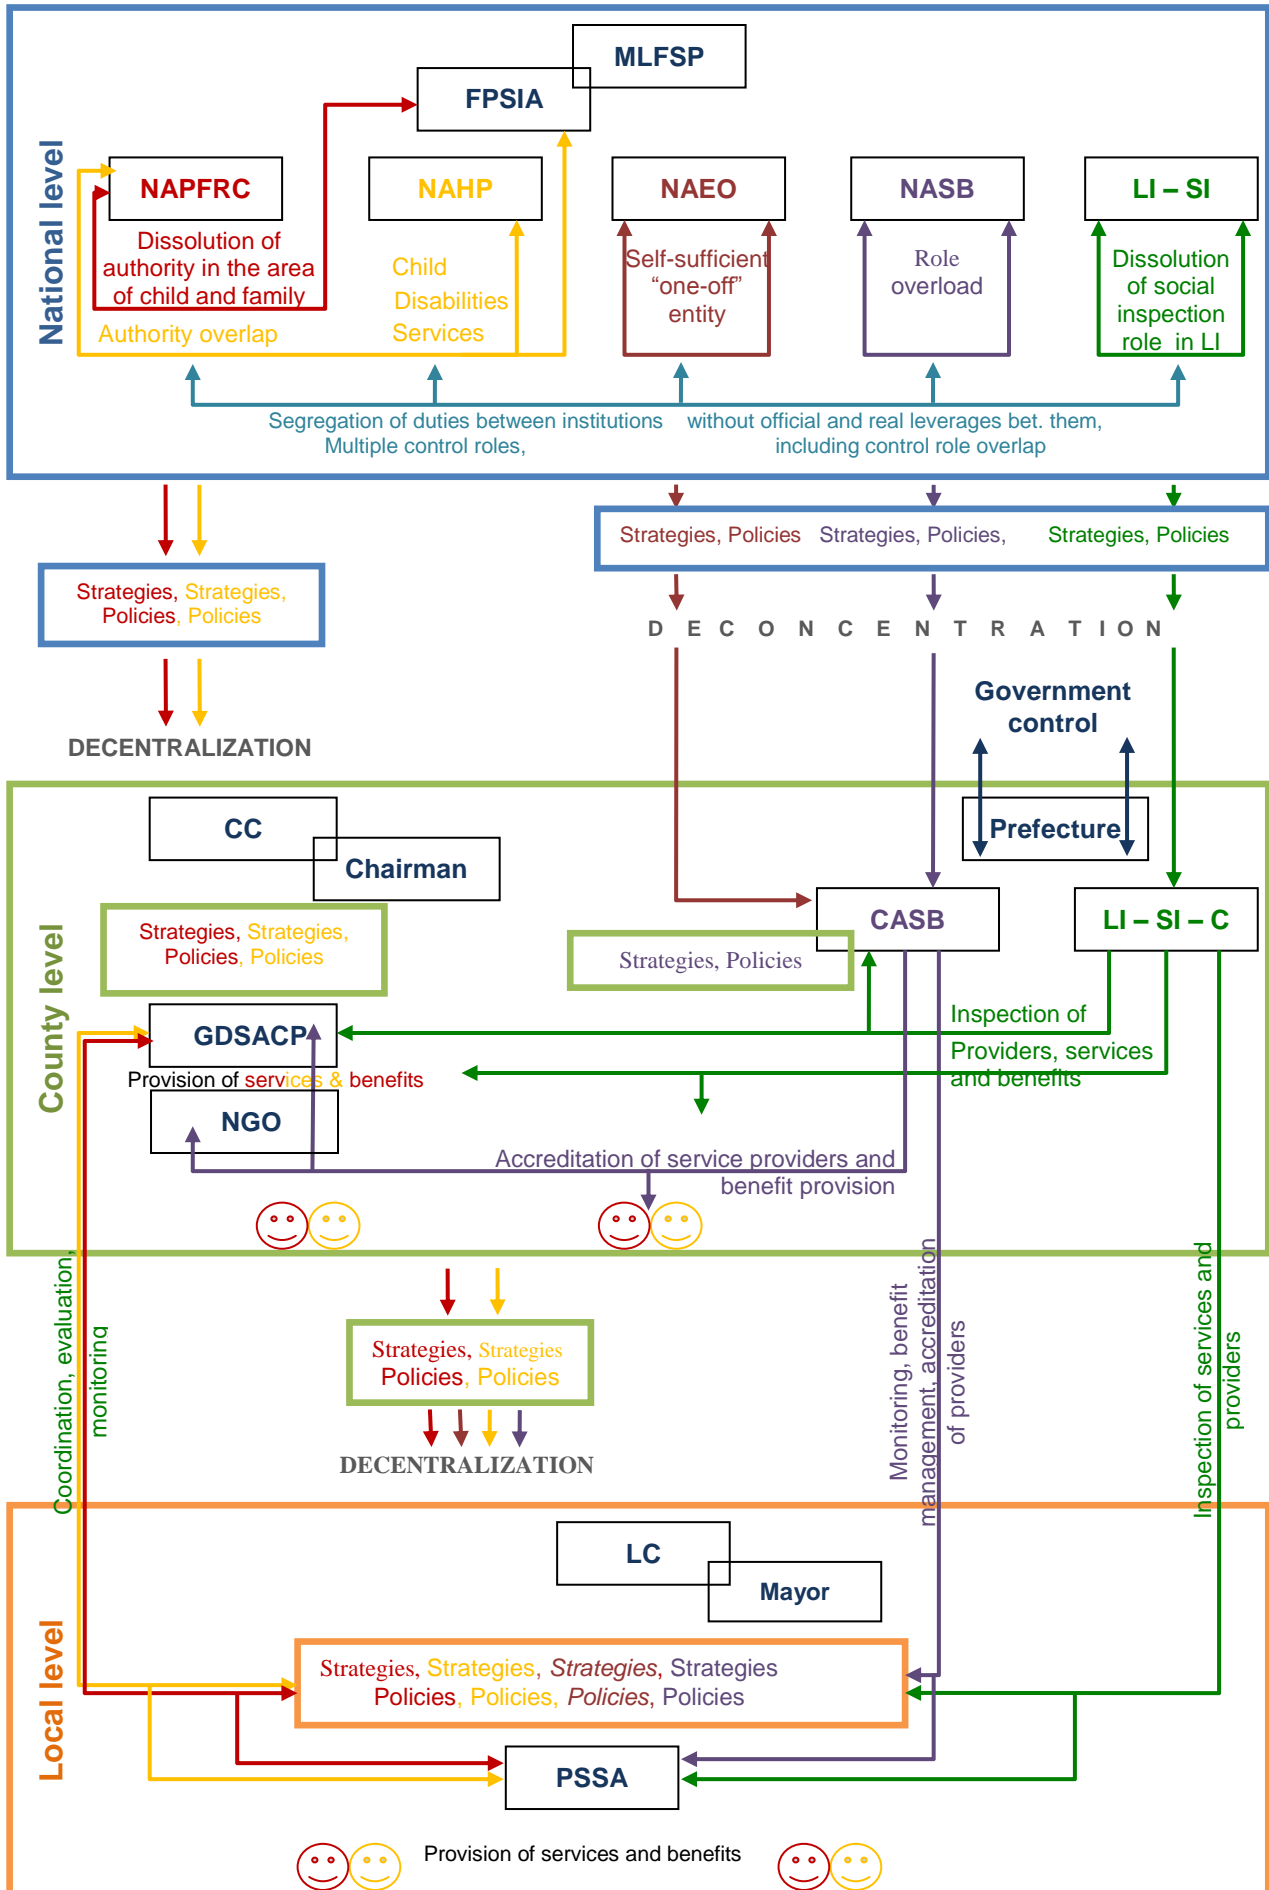 MLFSP
FPSIA
National level
NAPFRC
NAHP
NAEO
NASB
LI – SI
Dissolution of
authority in the area
of child and family
Authority overlap
Child
Disabilities
Services
Self-sufficient
“one-off”
entity
Role
overload
Dissolution
of social
inspection
role in LI
Segregation of duties between institutions without official and real leverages bet. them,
Multiple control roles, including control role overlap
Strategies, Policies Strategies, Policies, Strategies, Policies
Strategies, Strategies,
Policies, Policies
DECONCENTRATION
Government
control
DECENTRALIZATION
County level
CC
Chairman
Prefecture
CASB
LI – SI – C
Strategies, Strategies,
Policies, Policies
Strategies, Policies
GDSACP
Inspection of
Providers, services
and benefits
Provision of services & benefits
NGO
Accreditation of service providers and
benefit provision
Coordination, evaluation,
monitoring
Monitoring, benefit
management, accreditation
of providers
Inspection of services and
providers
Strategies, Strategies
Policies, Policies
DECENTRALIZATION
Local level
LC
Mayor
Strategies, Strategies, Strategies, Strategies
Policies, Policies, Policies, Policies
PSSA
Provision of services and benefits